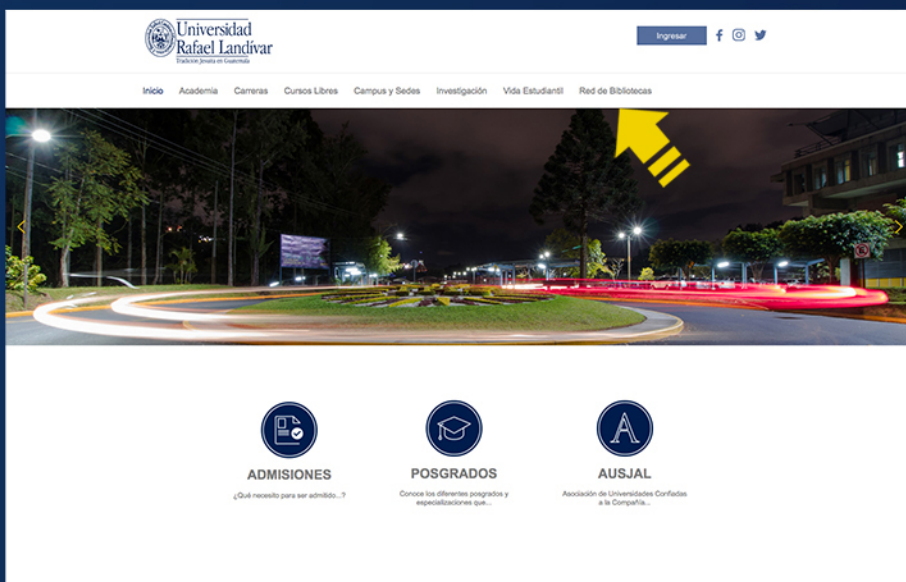 Universidad
Rafael Landívar
Tradición Jesuita en Guatemala
Ingresar
Inicio Academia Carreras Cursos Libres Campus y Sedes Investigación Vida Estudiantil Red de Bibliotecas
ADMISIONES
¿Qué necesito para ser admitido...?
POSGRADOS
Conoce los diferentes posgrados y
especializaciones que...
AUSJAL
Asociación de Universidades Confiadas
a la Compañía...